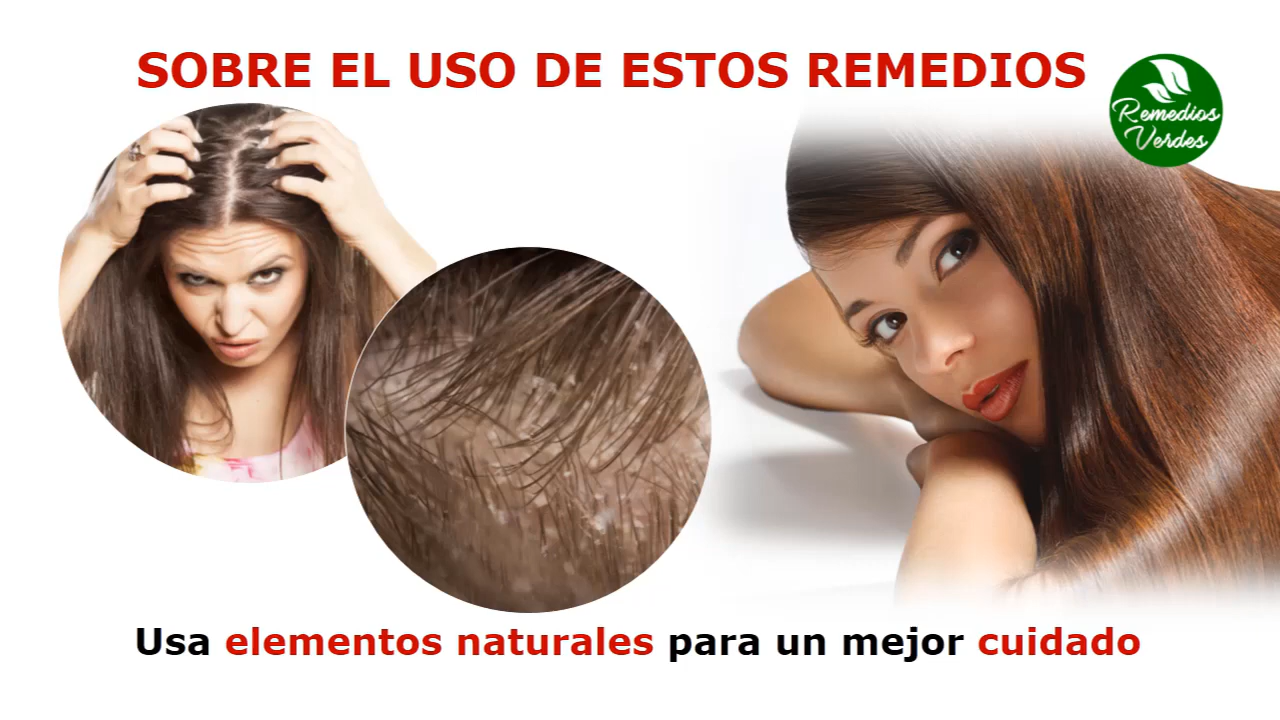 SOBRE EL USO DE ESTOS REMEDIOS
Remedios
Verdes
Usa elementos naturales para un mejor cuidado